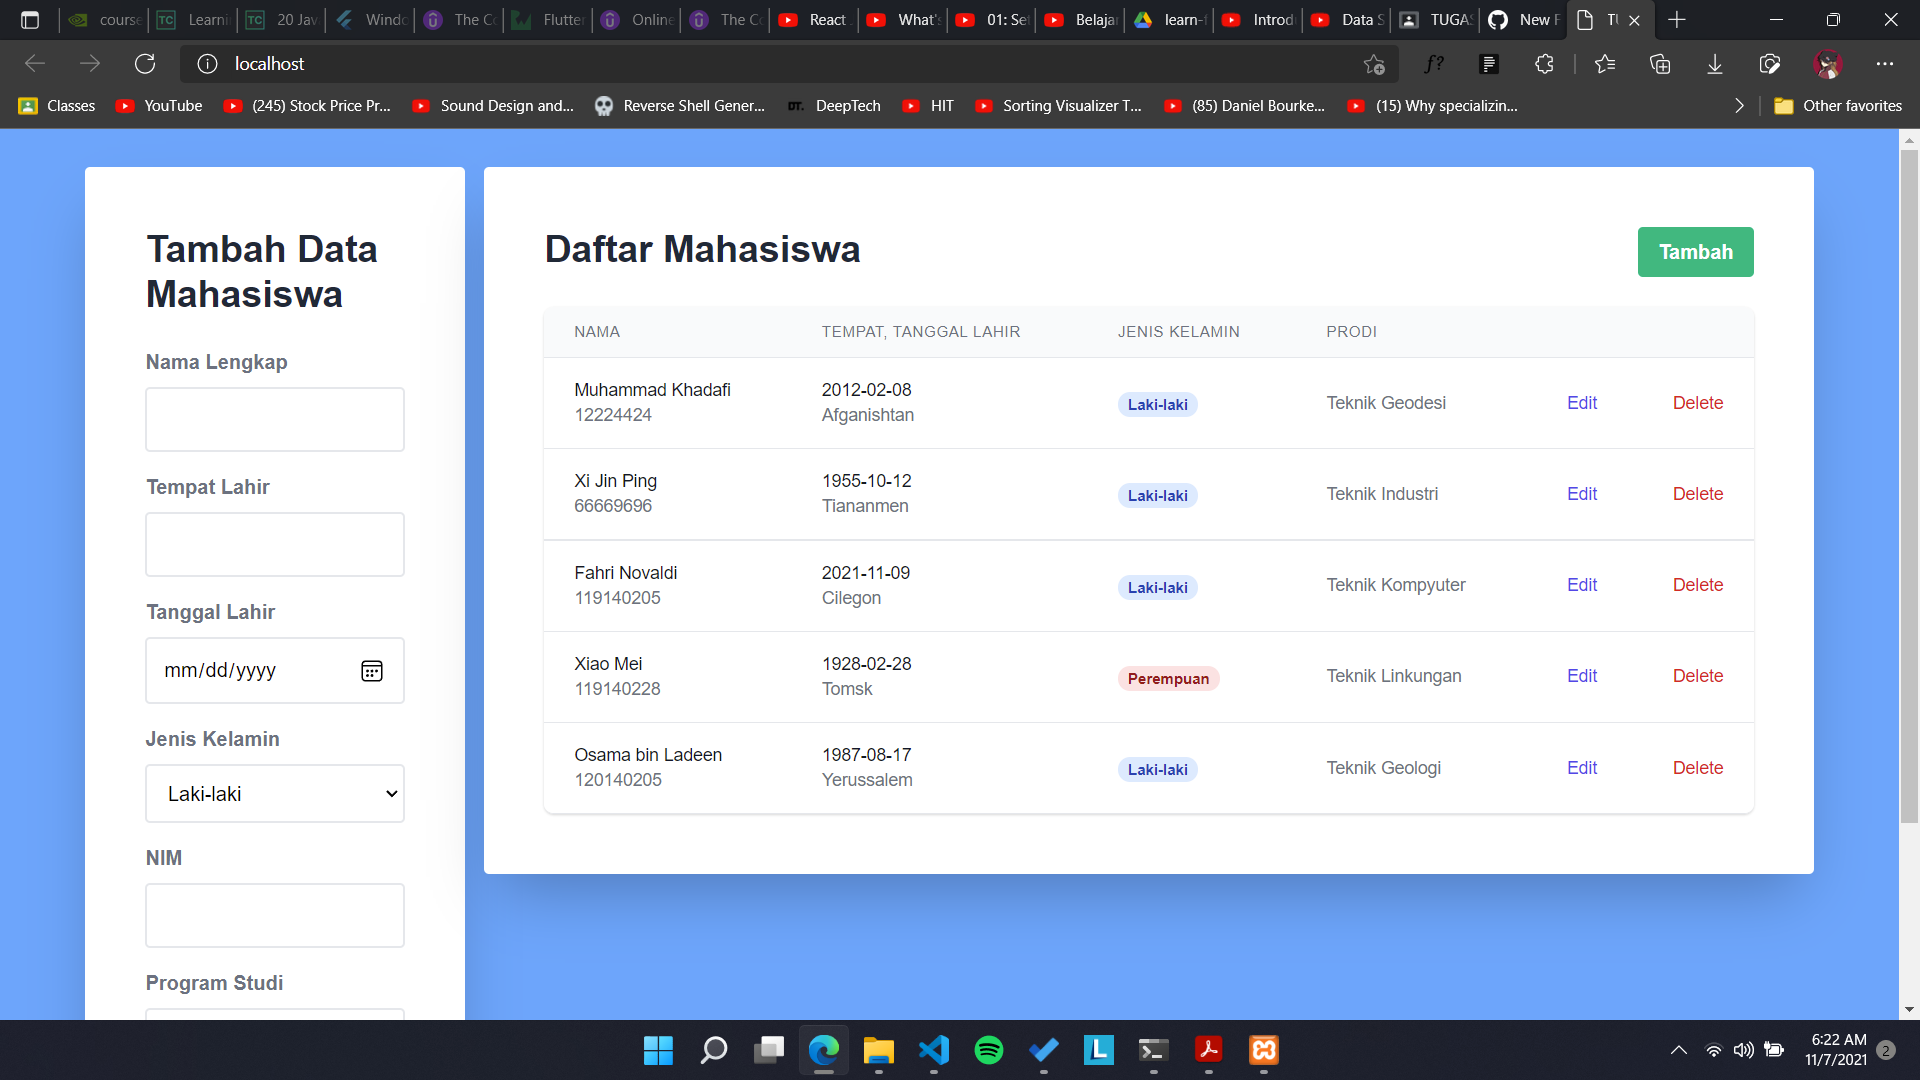 course
Learni
20 Jav
Windo
The Co
Flutter
Online
The Co
React
What's
01: Set
Belajar
learn-f
Introdu
Data S
TUGAS
New F
TU
localhost
Classes
YouTube
(245) Stock Price Pr...
Sound Design and...
Reverse Shell Gener...
DT.
DeepTech
HIT
Sorting Visualizer T...
(85) Daniel Bourke...
(15) Why specializin...
Other favorites
Tambah Data
Mahasiswa
Nama Lengkap
Tempat Lahir
Tanggal Lahir
mm/dd/yyyy
Jenis Kelamin
Laki-laki
NIM
Program Studi
Daftar Mahasiswa
Tambah
NAMA TEMPAT, TANGGAL LAHIR JENIS KELAMIN PRODI
Muhammad Khadafi
12224424
2012-02-08
Afganishtan
Laki-laki
Teknik Geodesi
Edit
Delete
Xi Jin Ping
66669696
1955-10-12
Tiananmen
Laki-laki
Teknik Industri
Edit
Delete
Fahri Novaldi
119140205
2021-11-09
Cilegon
Laki-laki
Teknik Kompyuter
Edit
Delete
Xiao Mei
119140228
1928-02-28
Tomsk
Perempuan
Teknik Linkungan
Edit
Delete
Osama bin Ladeen
120140205
1987-08-17
Yerussalem
Laki-laki
Teknik Geologi
Edit
Delete
6:22 AM
11/7/2021
2